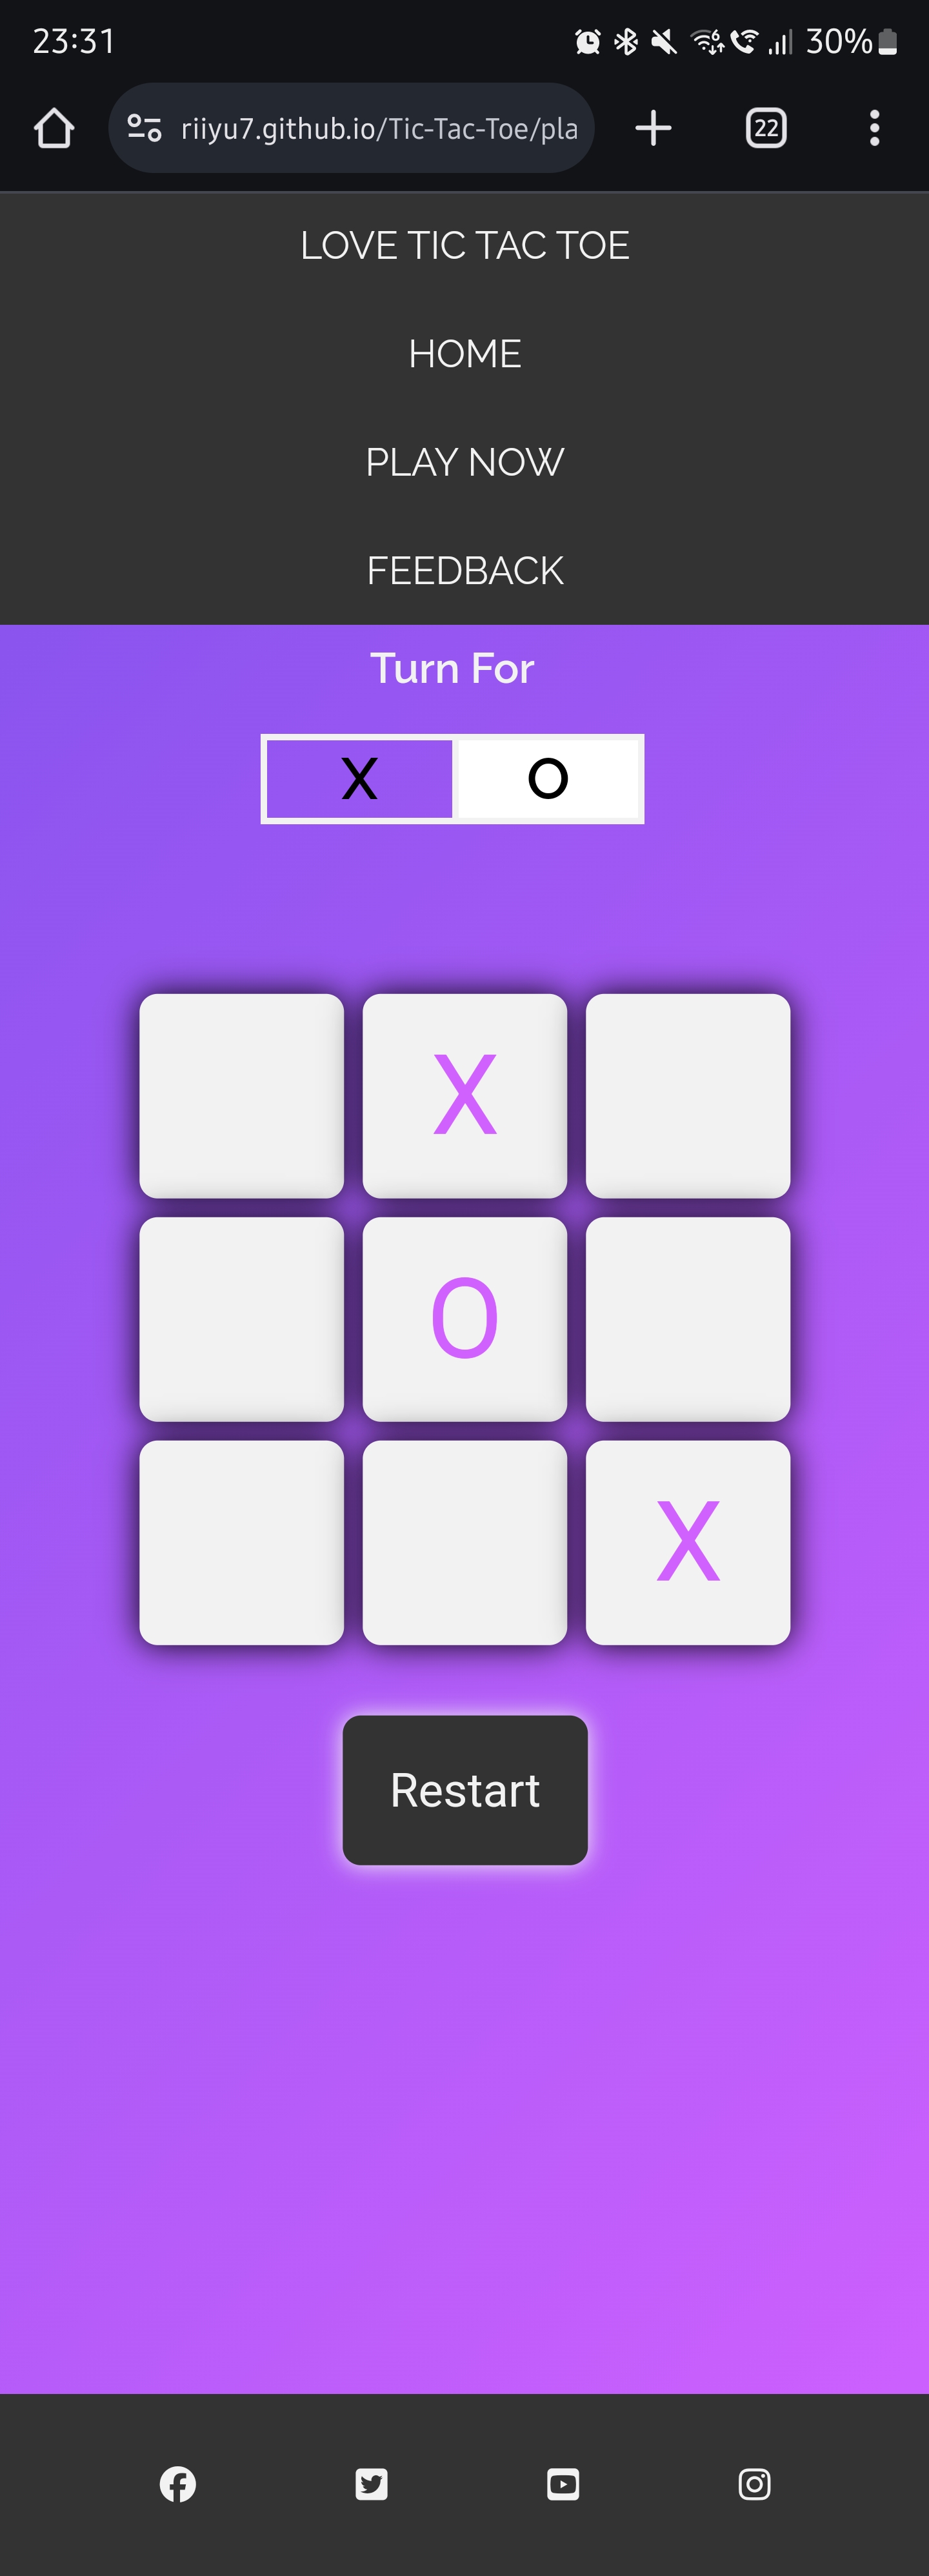 23:31 30%
riiyu7.github.io/Tic-Tac-Toe/pla 22
LOVE TIC TAC TOE
HOME
PLAY NOW
FEEDBACK
Turn For
X O
X
O
X
Restart